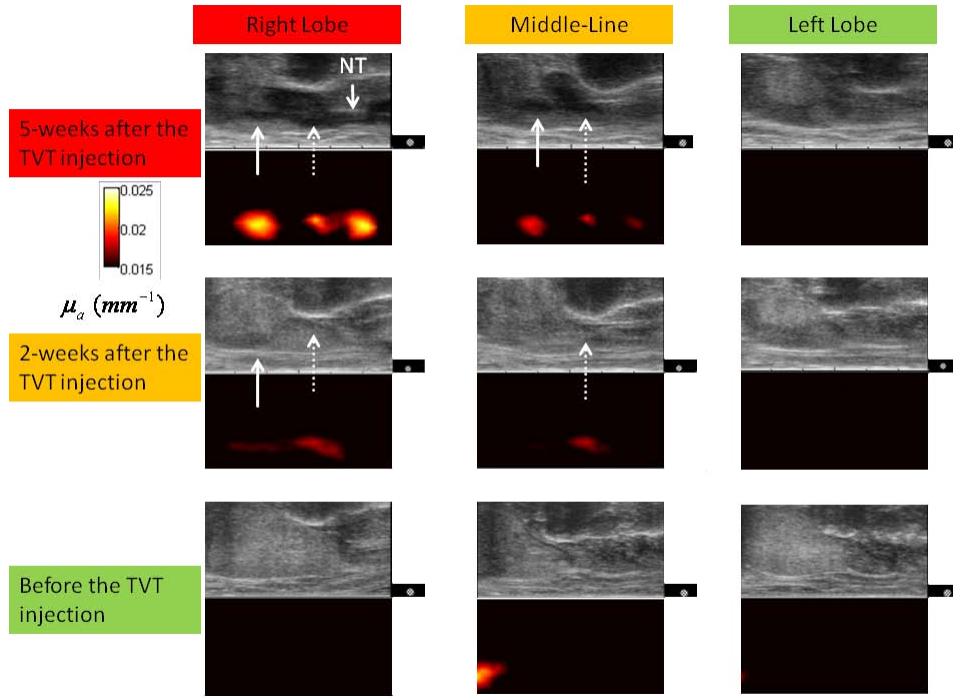 Right Lobe
Middle-Line
Left Lobe
NT
5-weeks after the
TVT injection
0.025
0.02
0.015
μa (mm⁻¹)
2-weeks after the
TVT injection
Before the TVT
injection